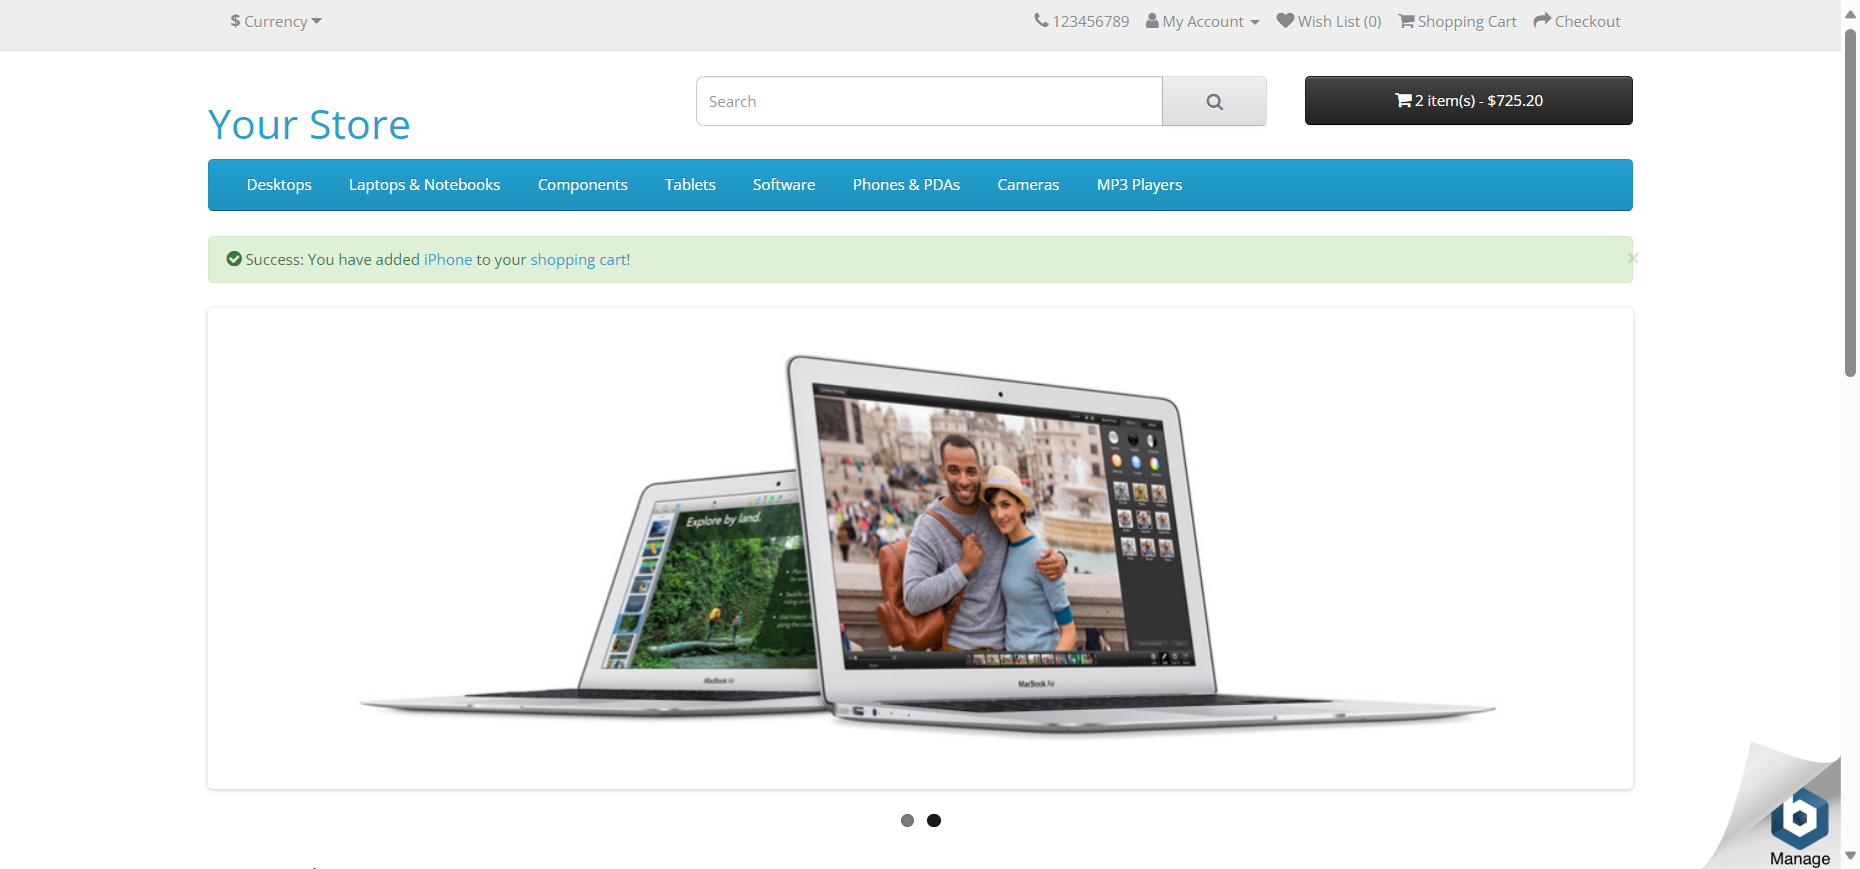 $ Currency
123456789 My Account Wish List (0) Shopping Cart Checkout
Your Store
Search
2 item(s) - $725.20
Desktops Laptops & Notebooks Components Tablets Software Phones & PDAs Cameras MP3 Players
Success: You have added iPhone to your shopping cart!
×
Explore by land.
MacBook Air
MacBook Air
Manage